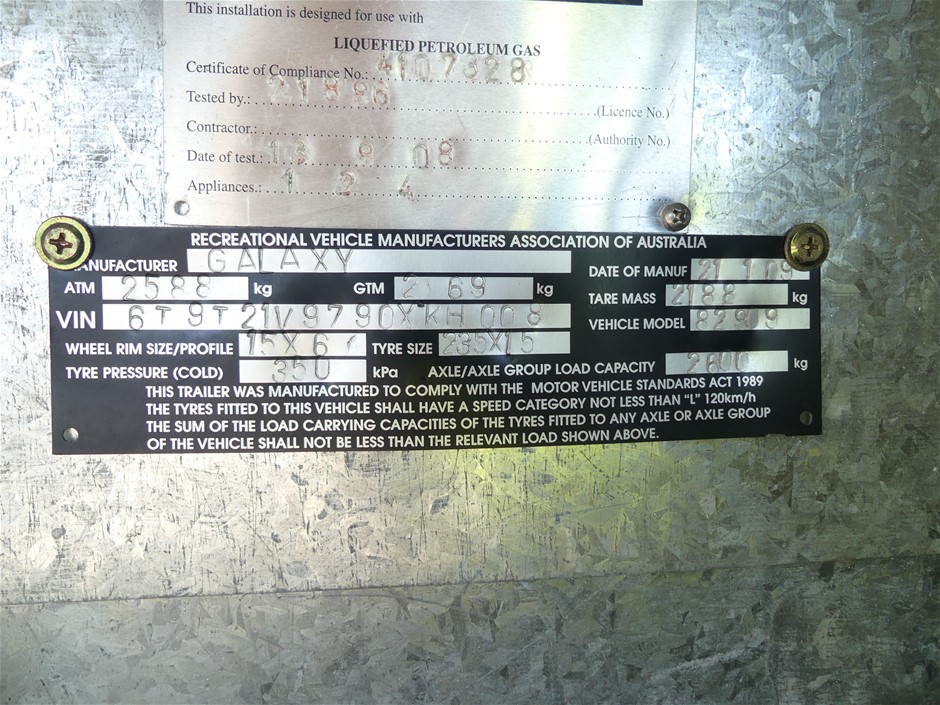 This installation is designed for use with
LIQUEFIED PETROLEUM GAS
Certificate of Compliance No.: 4107328
Tested by: 21886 (Licence No.)
Contractor.: (Authority No.)
Date of test.: 9 08
Appliances.: 1 2 4
RECREATIONAL VEHICLE MANUFACTURERS ASSOCIATION OF AUSTRALIA
MANUFACTURER GALAXY DATE OF MANUF
ATM 2588 kg GTM 2169 kg TARE MASS 2188 kg
VIN 6T9T21V9790XKH008 VEHICLE MODEL
WHEEL RIM SIZE/PROFILE TYRE SIZE 235X15
TYRE PRESSURE (COLD) 350 kPa AXLE/AXLE GROUP LOAD CAPACITY 2600 kg
THIS TRAILER WAS MANUFACTURED TO COMPLY WITH THE MOTOR VEHICLE STANDARDS ACT 1989
THE TYRES FITTED TO THIS VEHICLE SHALL HAVE A SPEED CATEGORY NOT LESS THAN "L" 120km/h
THE SUM OF THE LOAD CARRYING CAPACITIES OF THE TYRES FITTED TO ANY AXLE OR AXLE GROUP
OF THE VEHICLE SHALL NOT BE LESS THAN THE RELEVANT LOAD SHOWN ABOVE.